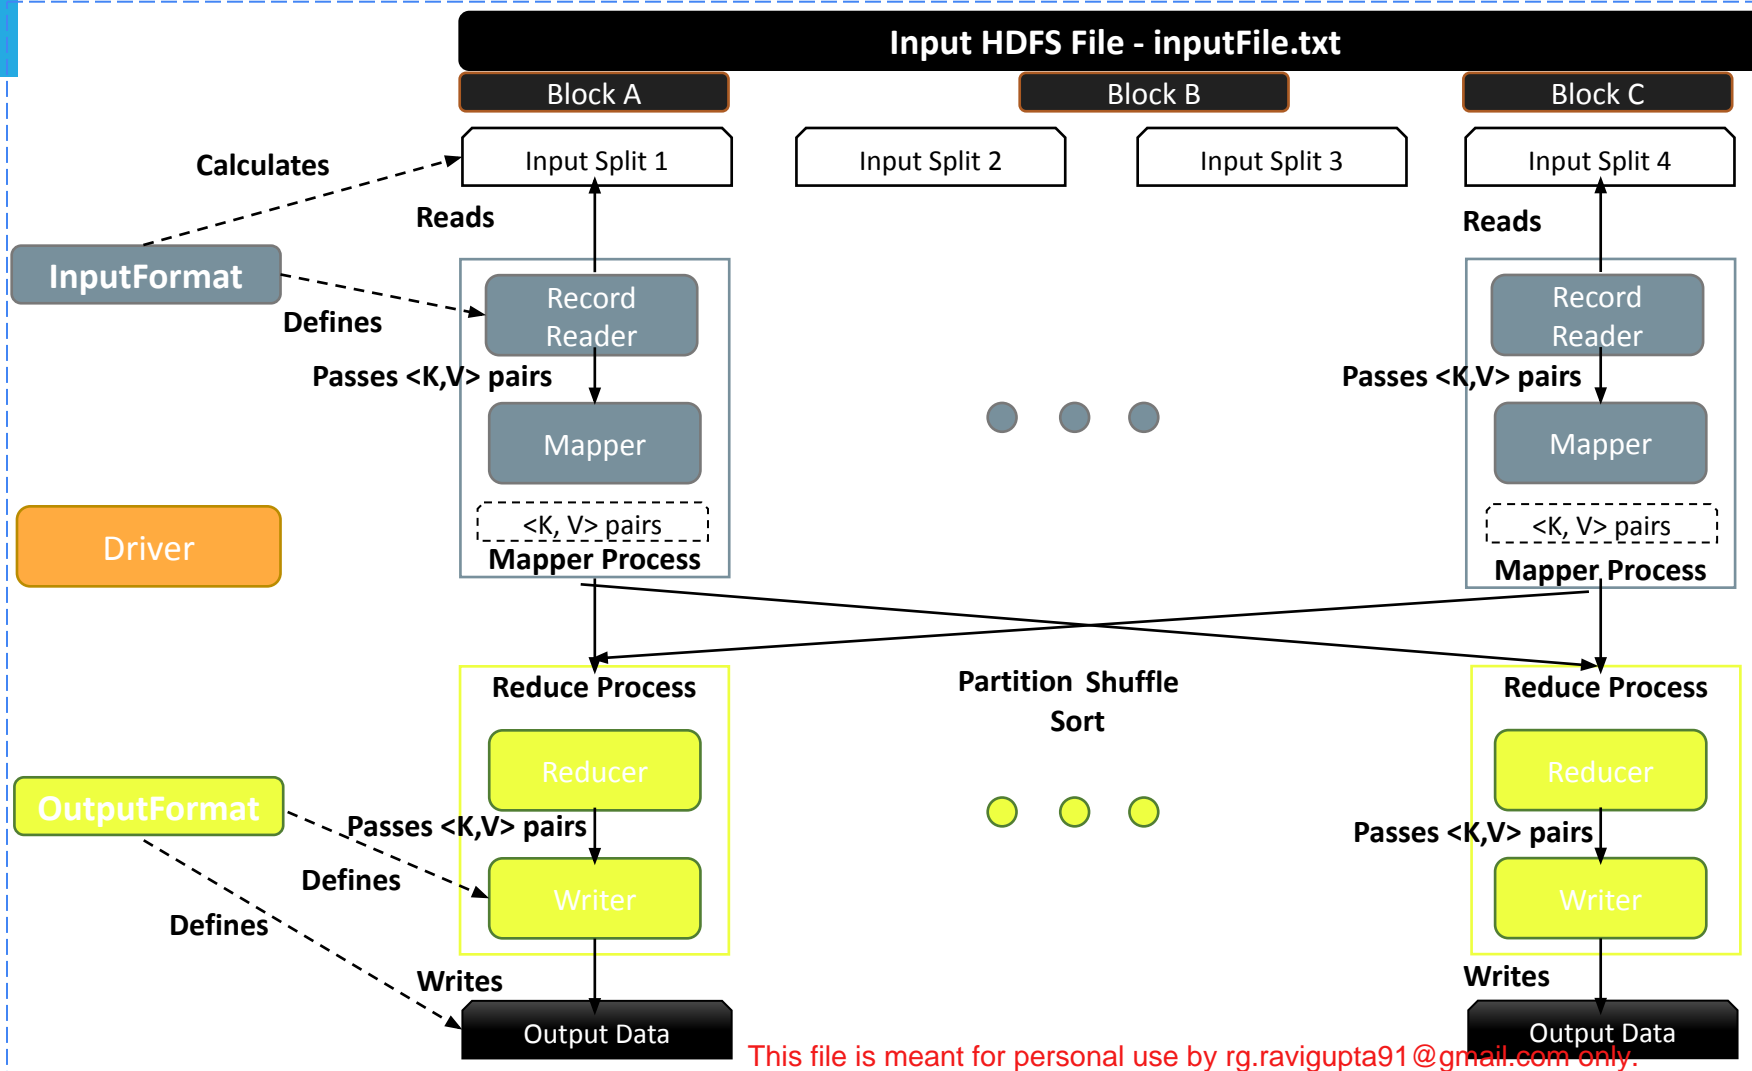 Input HDFS File - inputFile.txt
Block A
Block B
Block C
Input Split 1
Input Split 2
Input Split 3
Input Split 4
Calculates
Reads
Reads
InputFormat
Defines
Record
Reader
Record
Reader
Passes <K,V> pairs
Passes <K,V> pairs
Mapper
Mapper
<K, V> pairs
<K, V> pairs
Mapper Process
Mapper Process
Driver
Reduce Process
Partition Shuffle
Sort
Reduce Process
Reducer
Reducer
OutputFormat
Passes <K,V> pairs
Passes <K,V> pairs
Defines
Writer
Writer
Defines
Writes
Writes
Output Data
Output Data
This file is meant for personal use by rg.ravigupta91@gmail.com only.